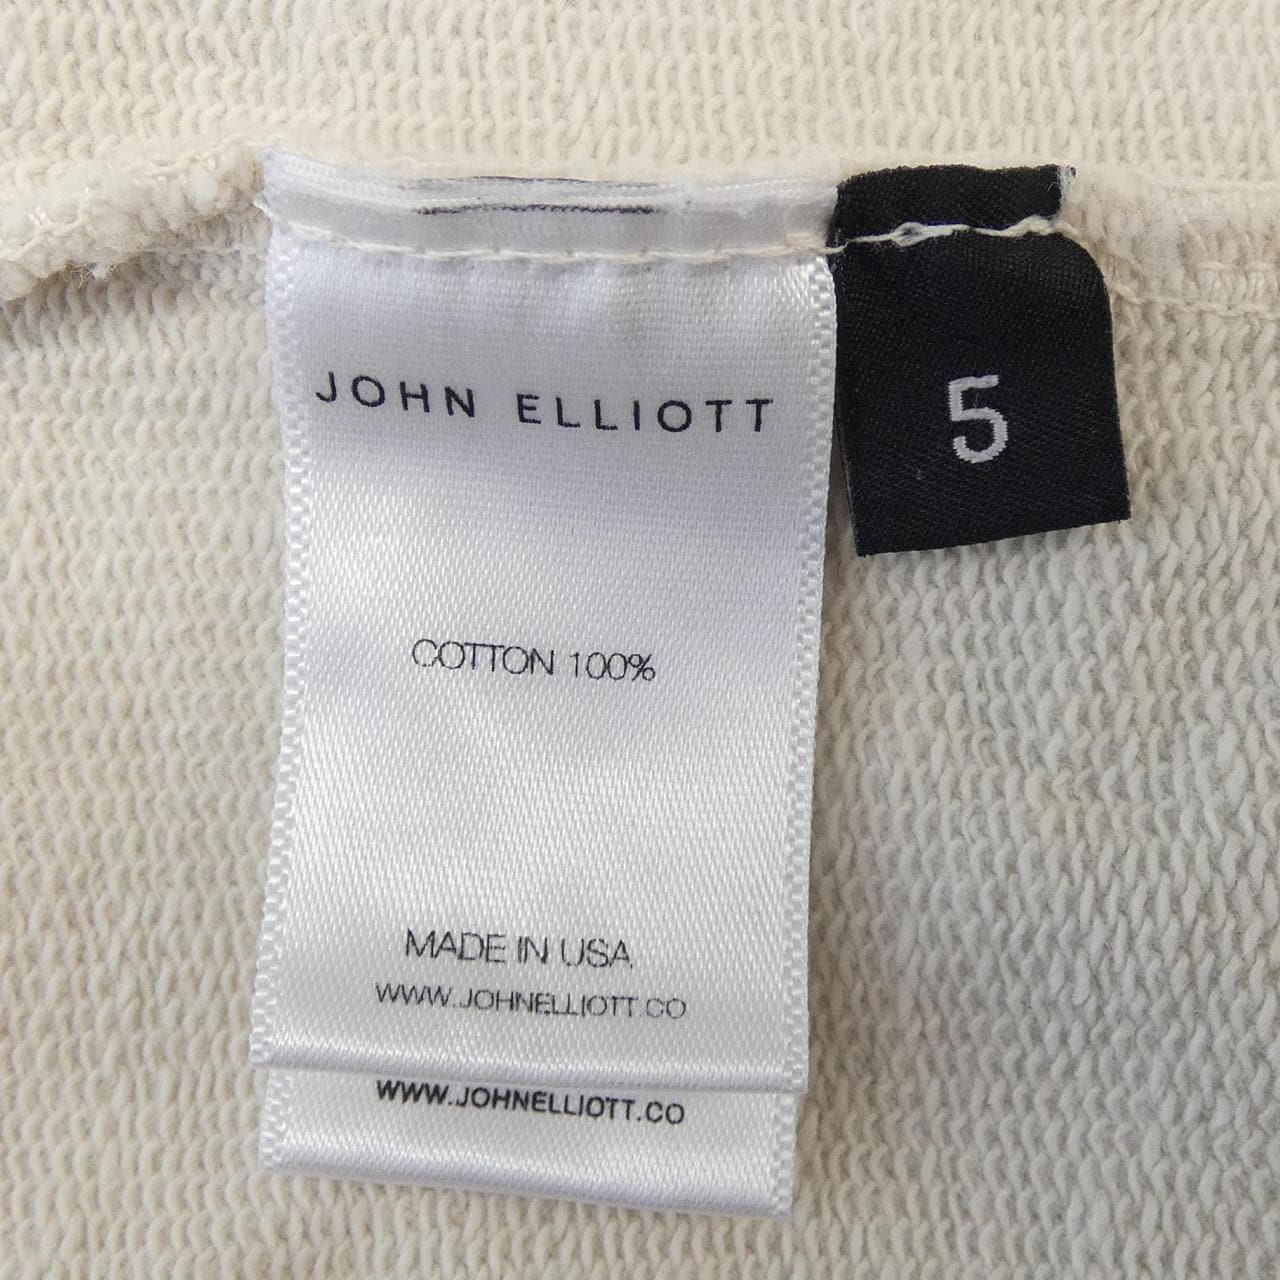 JOHN ELLIOTT
5
COTTON 100%
MADE IN USA
WWW.JOHNELLIOTT.CO
WWW.JOHNELLIOTT.CO